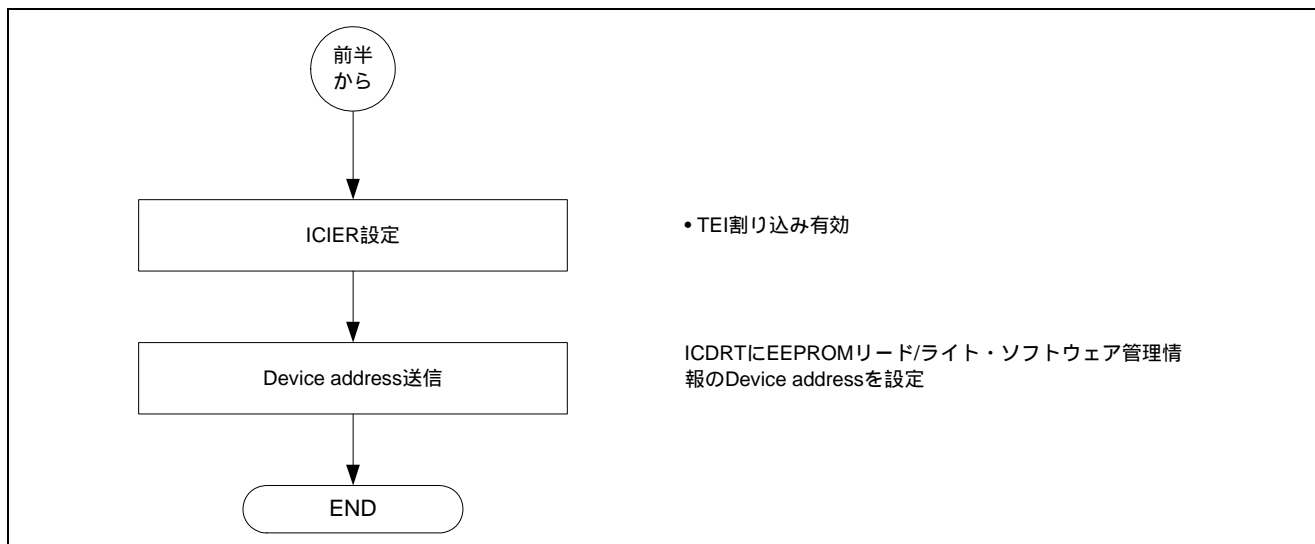 前半
から
ICIER設定
• TEI割り込み有効
Device address送信
ICDRTにEEPROMリード/ライト・ソフトウェア管理情
報のDevice addressを設定
END